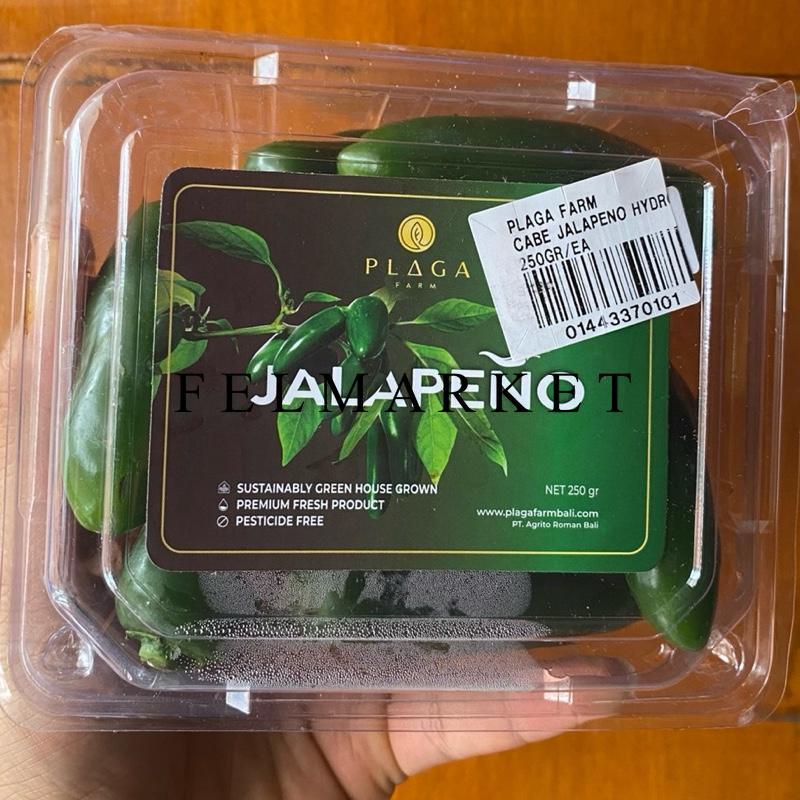 PLAGA FARM
CABE JALAPENO HYDR
250GR/EA
01443370101
PLAGA
FARM
JALAPEÑO
FELMARKET
SUSTAINABLY GREEN HOUSE GROWN
PREMIUM FRESH PRODUCT
PESTICIDE FREE
NET 250 gr
www.plagafarmbali.com
PT. Agrito Roman Bali